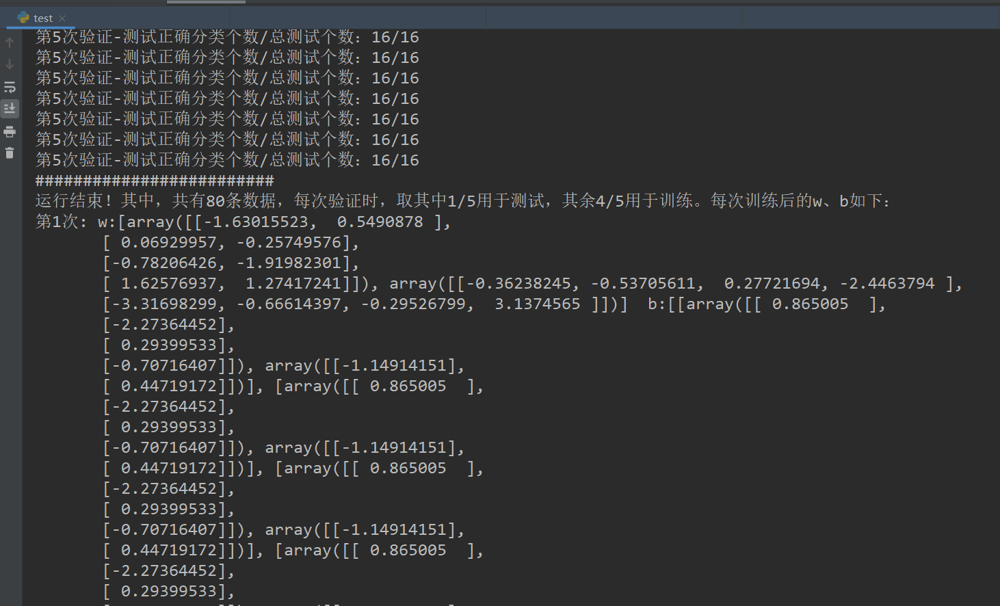 test
第5次验证-测试正确分类个数/总测试个数：16/16
第5次验证-测试正确分类个数/总测试个数：16/16
第5次验证-测试正确分类个数/总测试个数：16/16
第5次验证-测试正确分类个数/总测试个数：16/16
第5次验证-测试正确分类个数/总测试个数：16/16
第5次验证-测试正确分类个数/总测试个数：16/16
第5次验证-测试正确分类个数/总测试个数：16/16
#########################
运行结束！其中，共有80条数据，每次验证时，取其中1/5用于测试，其余4/5用于训练。每次训练后的w、b如下：
第1次: w:[array([[-1.63015523,  0.5490878 ],
[ 0.06929957, -0.25749576],
[-0.78206426, -1.91982301],
[ 1.62576937,  1.27417241]]), array([[-0.36238245, -0.53705611,  0.27721694, -2.4463794 ],
[-3.31698299, -0.66614397, -0.29526799,  3.1374565 ]])]  b:[[array([[ 0.865005  ],
[-2.27364452],
[ 0.29399533],
[-0.70716407]]), array([[-1.14914151],
[ 0.44719172]])], [array([[ 0.865005  ],
[-2.27364452],
[ 0.29399533],
[-0.70716407]]), array([[-1.14914151],
[ 0.44719172]])], [array([[ 0.865005  ],
[-2.27364452],
[ 0.29399533],
[-0.70716407]]), array([[-1.14914151],
[ 0.44719172]])], [array([[ 0.865005  ],
[-2.27364452],
[ 0.29399533],